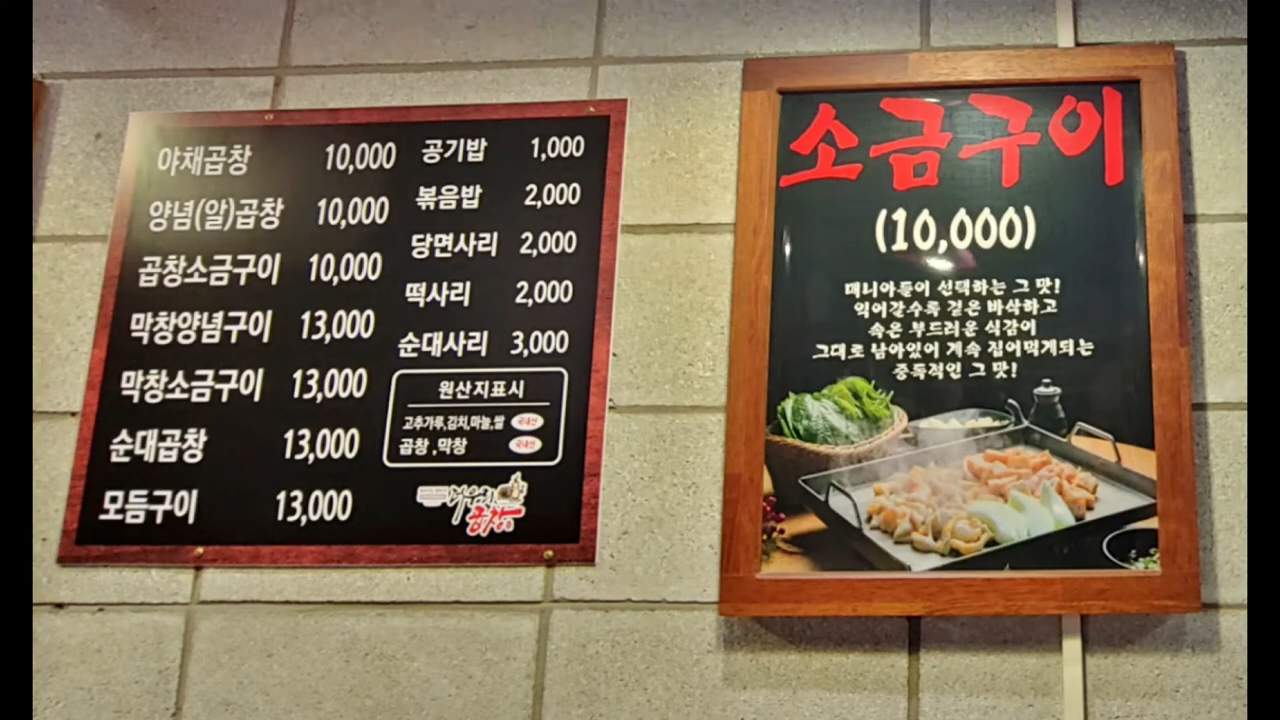 야채곱창 10,000
양념(알)곱창 10,000
곱창소금구이 10,000
막창양념구이 13,000
막창소금구이 13,000
순대곱창 13,000
모듬구이 13,000
공기밥 1,000
볶음밥 2,000
당면사리 2,000
떡사리 2,000
순대사리 3,000
원산지표시
고추가루,김치,마늘,쌀 국내산
곱창,막창 국내산
곱창
소금구이
(10,000)
매니아들이 선택하는 그 맛!
익어갈수록 겉은 바삭하고
속은 부드러운 식감이
그대로 남아있어 계속 집어먹게되는
중독적인 그 맛!